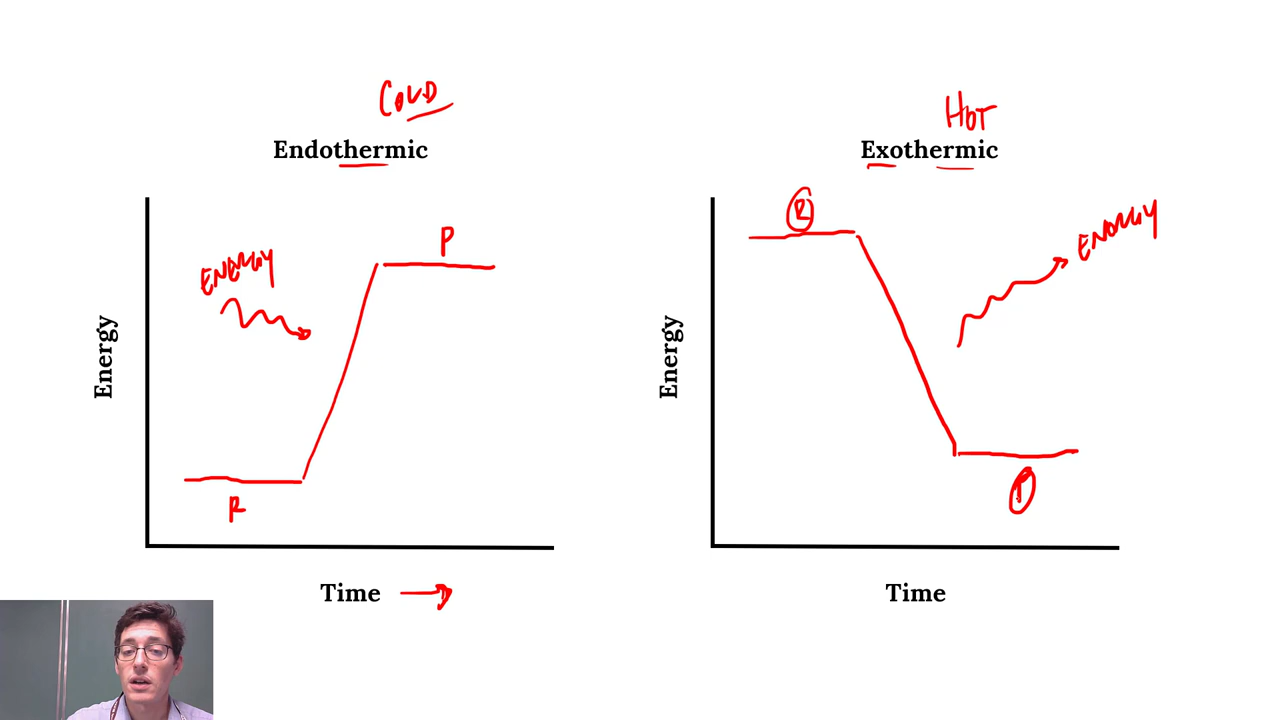 COLD
Endothermic
ENERGY
P
R
Energy
Time
HOT
Exothermic
R
ENERGY
P
Energy
Time